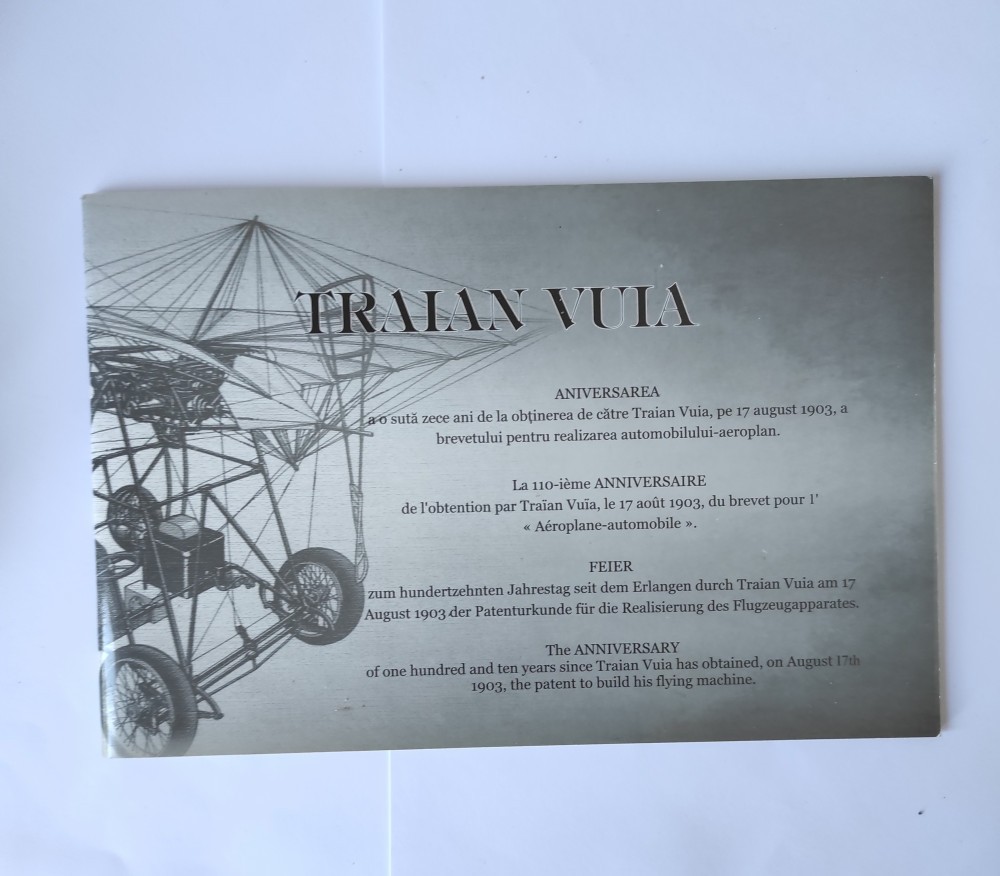 TRAIAN VUIA
ANIVERSAREA
a o sută zece ani de la obținerea de către Traian Vuia, pe 17 august 1903, a
brevetului pentru realizarea automobilului-aeroplan.
La 110-ième ANNIVERSAIRE
de l'obtention par Traïan Vuïa, le 17 août 1903, du brevet pour l'
« Aéroplane-automobile ».
FEIER
zum hundertzehnten Jahrestag seit dem Erlangen durch Traian Vuia am 17
August 1903 der Patenturkunde für die Realisierung des Flugzeugapparates.
The ANNIVERSARY
of one hundred and ten years since Traian Vuia has obtained, on August 17th
1903, the patent to build his flying machine.